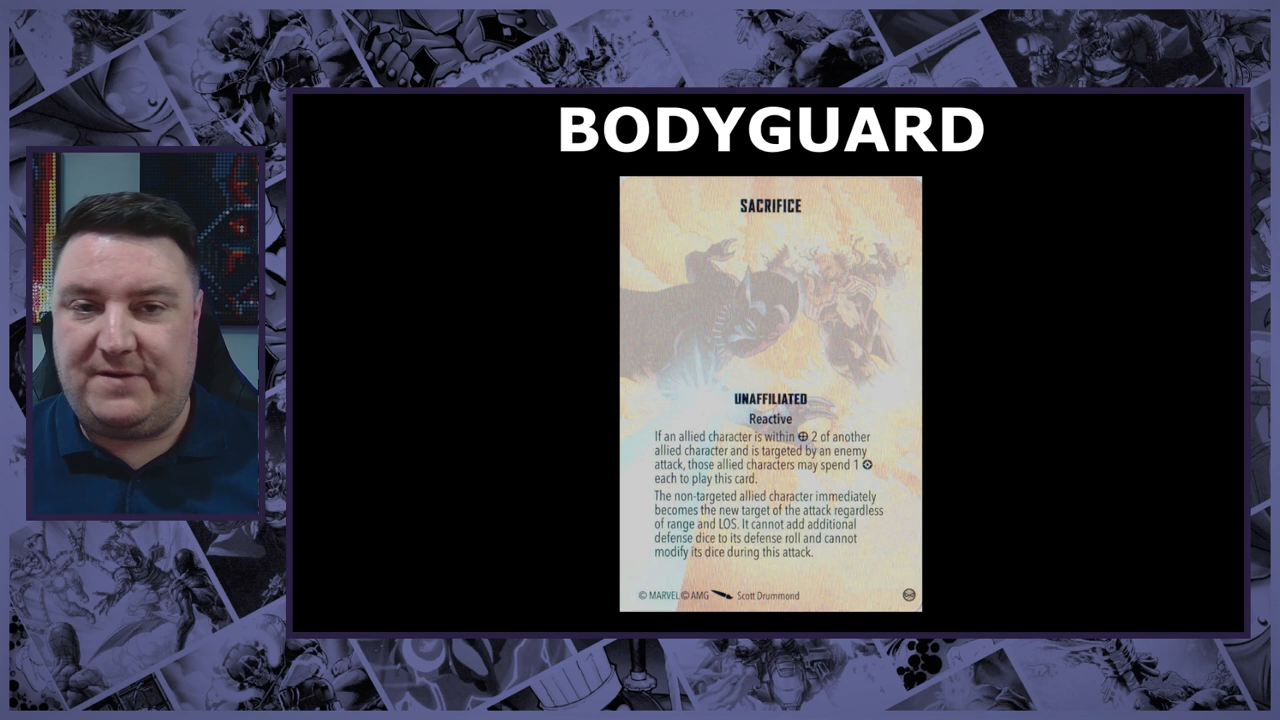 BODYGUARD
SACRIFICE
UNAFFILIATED
Reactive
If an allied character is within 2 of another
allied character and is targeted by an enemy
attack, those allied characters may spend 1
each to play this card.
The non-targeted allied character immediately
becomes the new target of the attack regardless
of range and LOS. It cannot add additional
defense dice to its defense roll and cannot
modify its dice during this attack.
© MARVEL © AMG Scott Drummond